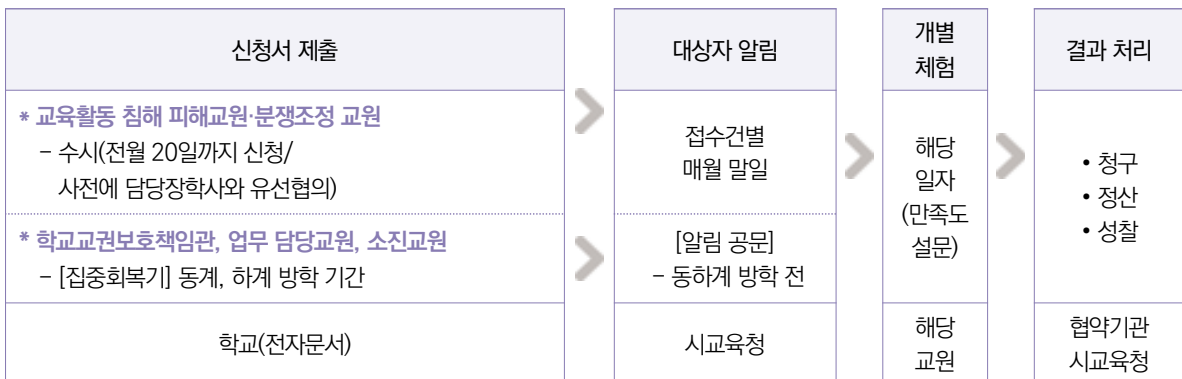 신청서 제출
* 교육활동 침해 피해교원·분쟁조정 교원
– 수시(전월 20일까지 신청/
사전에 담당장학사와 유선협의)
* 학교교권보호책임관, 업무 담당교원, 소진교원
– [집중회복기] 동계, 하계 방학 기간
학교(전자문서)
대상자 알림
접수건별
매월 말일
[알림 공문]
– 동하계 방학 전
시교육청
개별
체험
해당
일자
(만족도
설문)
해당
교원
결과 처리
• 청구
• 정산
• 성찰
협약기관
시교육청